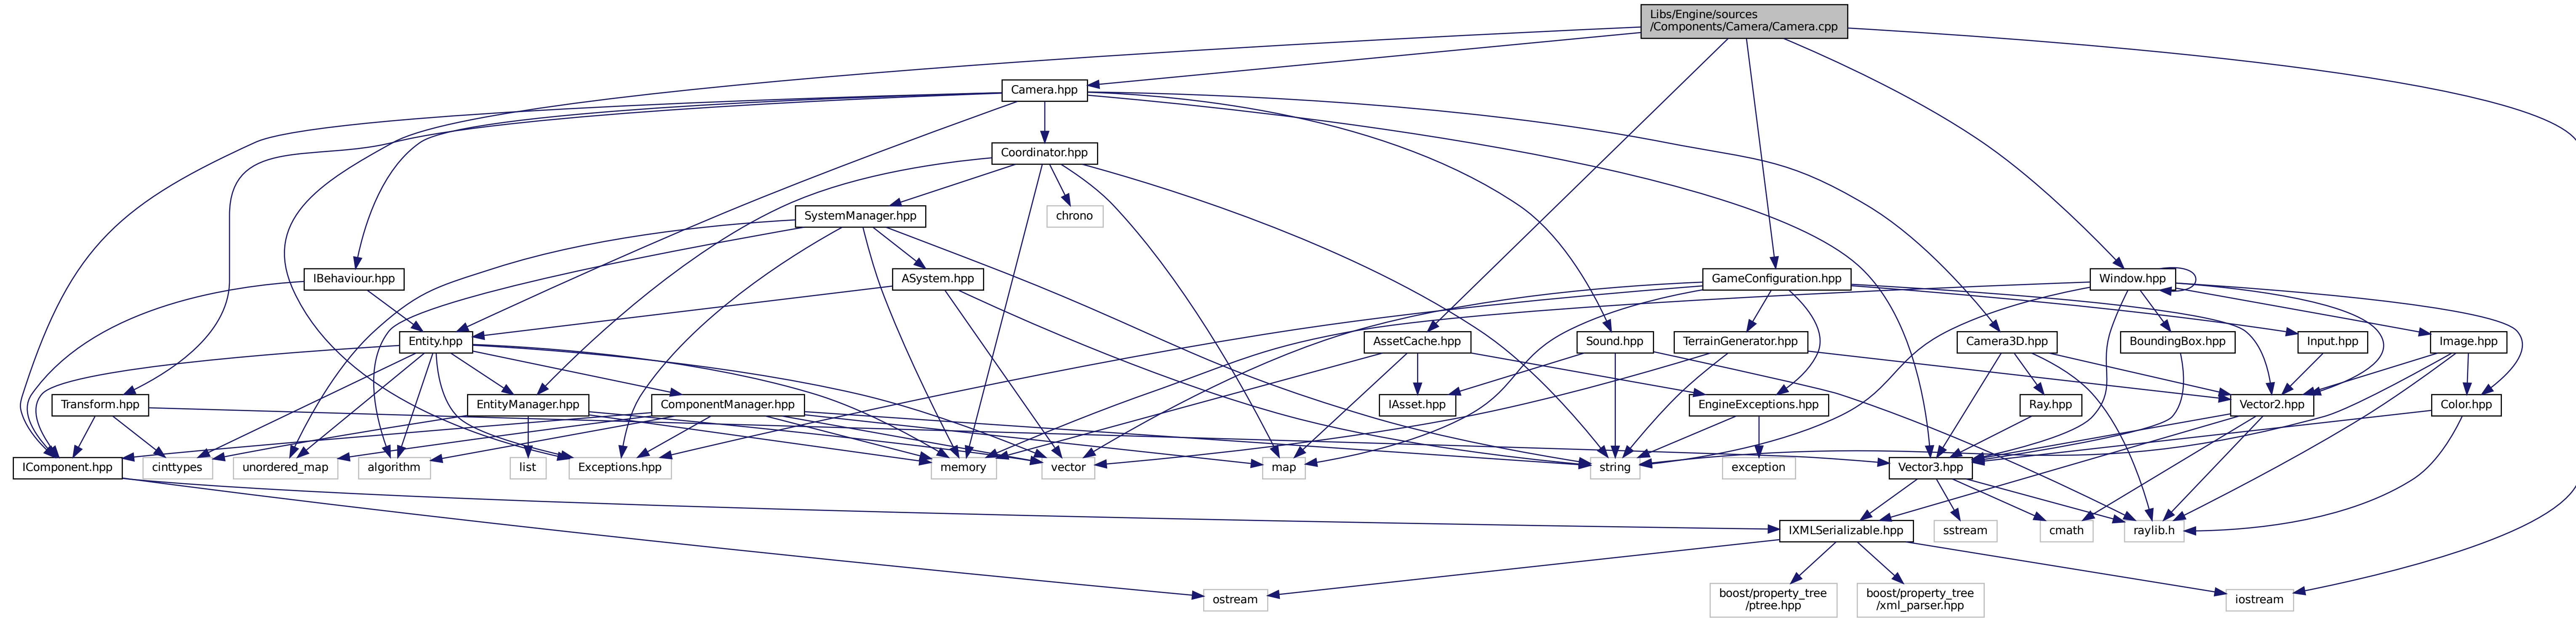 Libs/Engine/sources
/Components/Camera/Camera.cpp
Camera.hpp
Coordinator.hpp
SystemManager.hpp
chrono
IBehaviour.hpp
ASystem.hpp
GameConfiguration.hpp
Window.hpp
Entity.hpp
AssetCache.hpp
Sound.hpp
TerrainGenerator.hpp
Camera3D.hpp
BoundingBox.hpp
Input.hpp
Image.hpp
Transform.hpp
EntityManager.hpp
ComponentManager.hpp
IAsset.hpp
EngineExceptions.hpp
Ray.hpp
Vector2.hpp
Color.hpp
IComponent.hpp
cinttypes
unordered_map
algorithm
list
Exceptions.hpp
memory
vector
map
string
exception
Vector3.hpp
IXMLSerializable.hpp
sstream
cmath
raylib.h
ostream
boost/property_tree
/ptree.hpp
boost/property_tree
/xml_parser.hpp
iostream